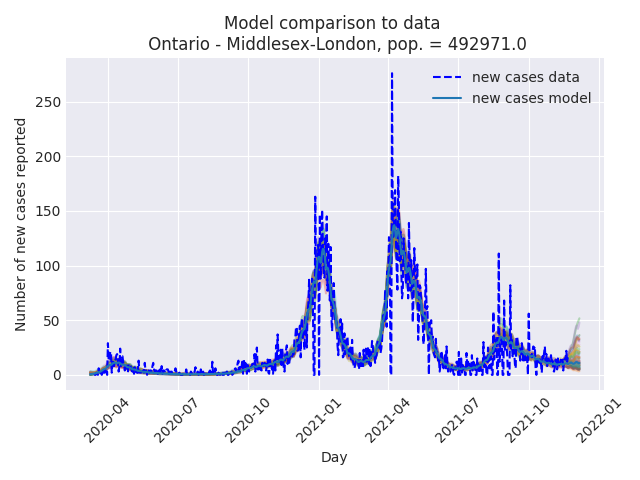 Model comparison to data
Ontario - Middlesex-London, pop. = 492971.0
new cases data
new cases model
Number of new cases reported
250
200
150
100
50
0
2020-04
2020-07
2020-10
2021-01
2021-04
2021-07
2021-10
2022-01
Day